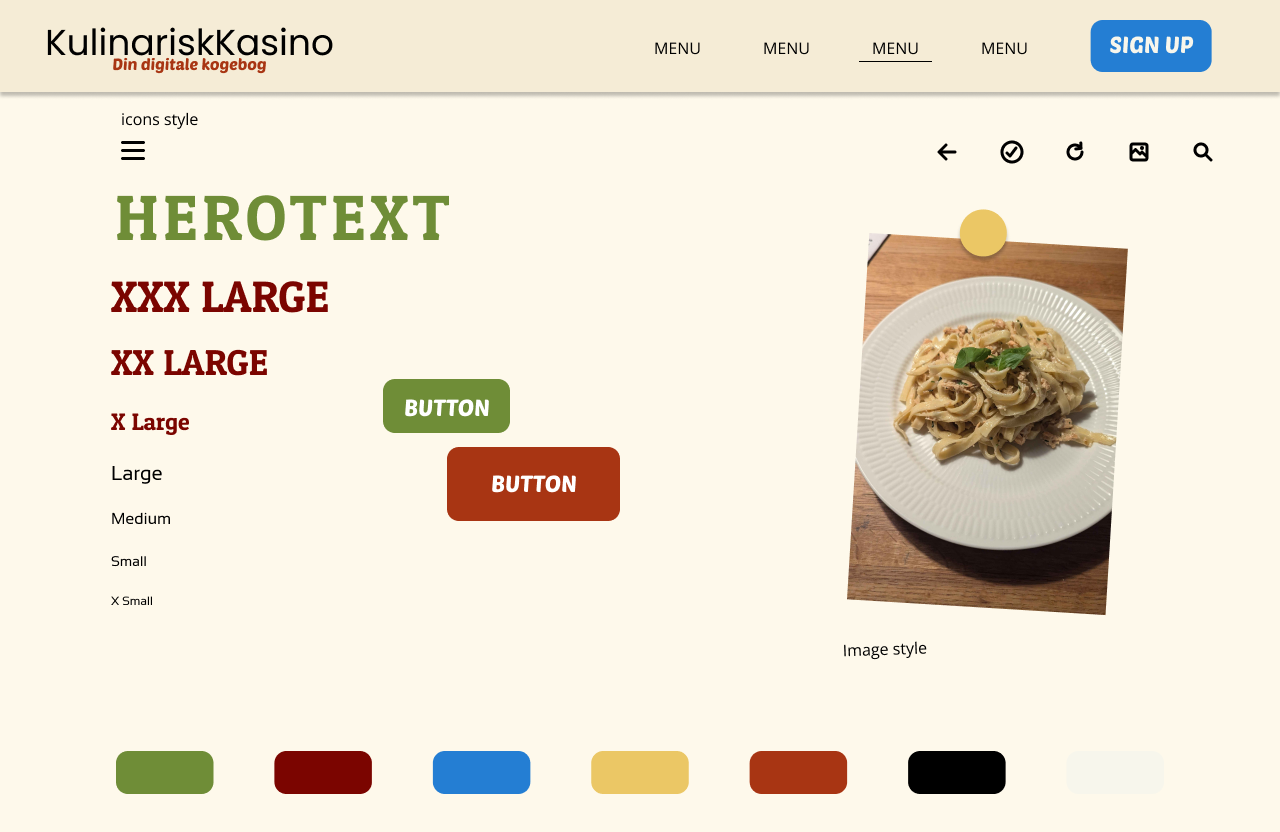 KulinariskKasino
Din digitale kogebog
MENU
MENU
MENU
MENU
SIGN UP
icons style
HEROTEXT
XXX LARGE
XX LARGE
X Large
Large
Medium
Small
X Small
BUTTON
BUTTON
Image style